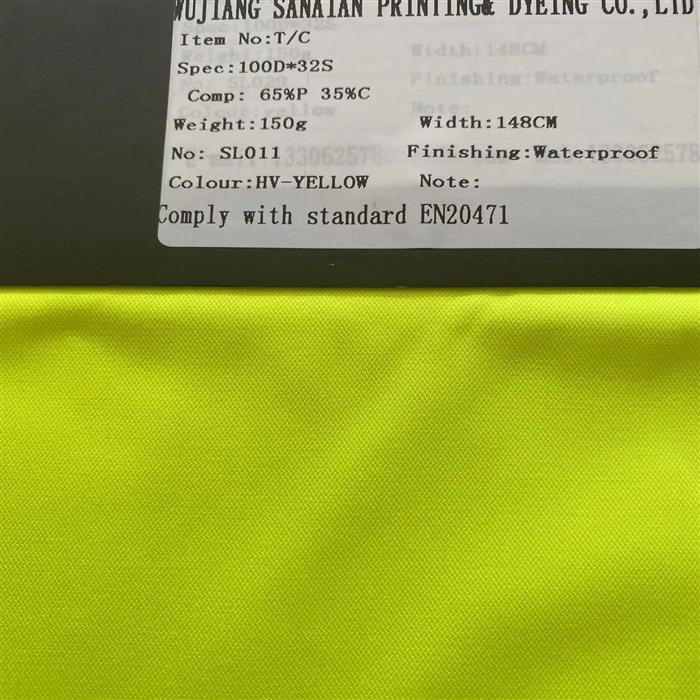 WUJIANG SANAIAN PRINTING& DYEING CO.,LTD
Item No:T/C
Spec:100D*32S
Comp: 65%P 35%C
Weight:150g Width:148CM
No: SL011 Finishing:Waterproof
Colour:HV-YELLOW Note:
Comply with standard EN20471